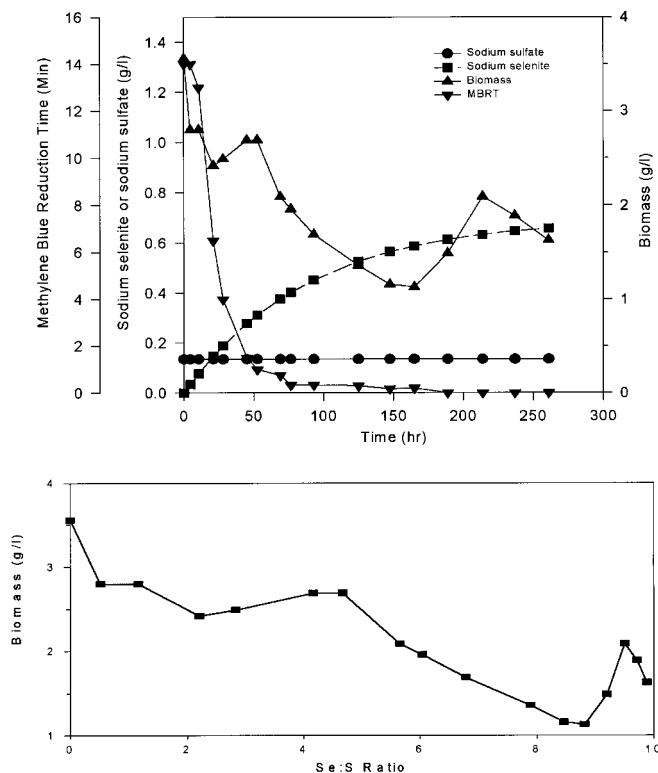 Methylene Blue Reduction Time (Min)
16
14
12
10
8
6
4
2
0
Sodium selenite or sodium sulfate (g/l)
1.4
1.2
1.0
0.8
0.6
0.4
0.2
0.0
Sodium sulfate
Sodium selenite
Biomass
MBRT
4
3
2
1
0
Biomass (g/l)
0 50 100 150 200 250 300
Time (hr)
Biomass (g/l)
4
3
2
1
0 2 4 6 8 10
Se:S Ratio